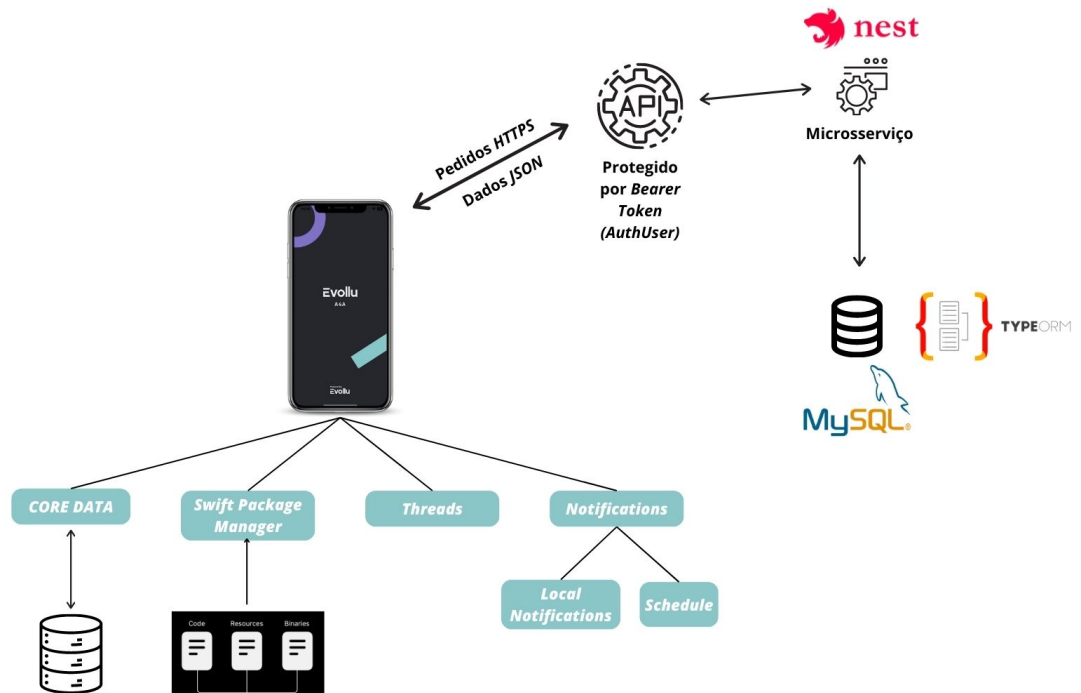 nest
API
Microsserviço
Pedidos HTTPS
Dados JSON
Protegido
por Bearer
Token
(AuthUser)
Evollu
Evollu
TYPEORM
MySQL®
CORE DATA
Swift Package
Manager
Threads
Notifications
Local
Notifications
Schedule
Code
Resources
Binaries